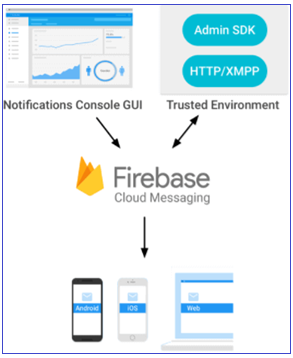 Admin SDK
HTTP/XMPP
Notifications Console GUI
Trusted Environment
Firebase
Cloud Messaging
Android
iOS
Web